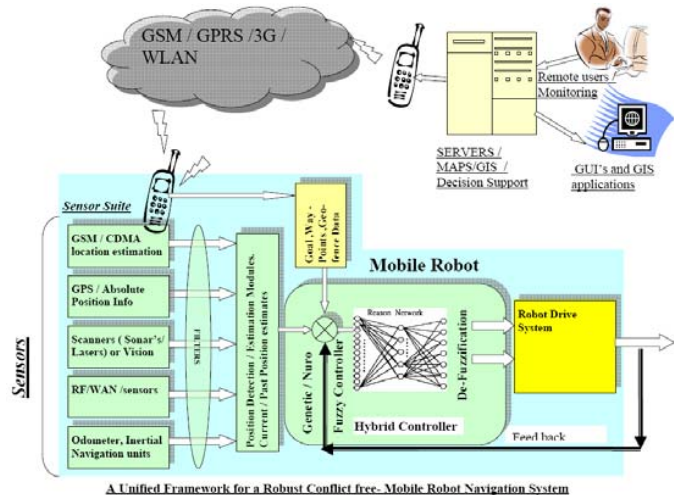 GSM / GPRS /3G /
WLAN
Remote users /
Monitoring
SERVERS /
MAPS/GIS /
Decision Support
GUI's and GIS
applications
Sensor Suite
Sensors
GSM / CDMA
location estimation
GPS / Absolute
Position Info
Scanners ( Sonar's/
Lasers) or Vision
RF/WAN /sensors
Odometer, Inertial
Navigation units
FILTERS
Position Detection / Estimation Modules.
Current / Past Position estimates
Goal ,Way -
Points ,Geo-
fence Data
Mobile Robot
Genetic / Nuro
Fuzzy Controller
Reason Network
De-Fuzzification
Hybrid Controller
Robot Drive
System
Feed back
A Unified Framework for a Robust Conflict free- Mobile Robot Navigation System